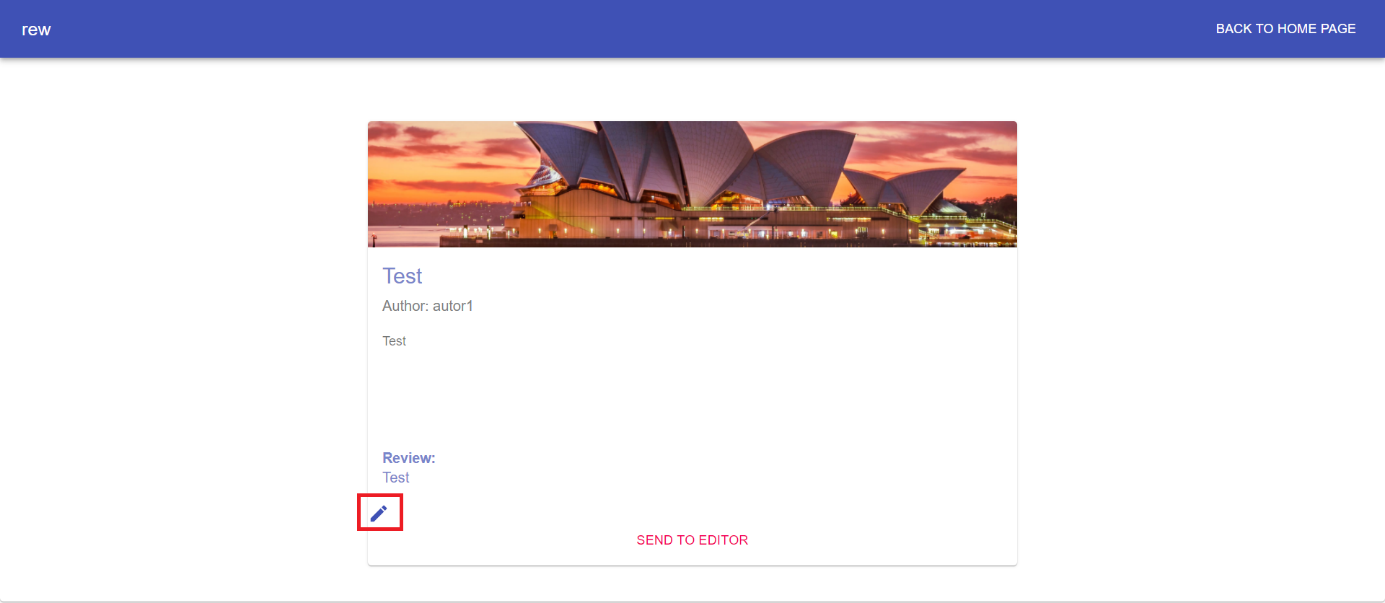 rew
BACK TO HOME PAGE
Test
Author: autor1
Test
Review:
Test
SEND TO EDITOR